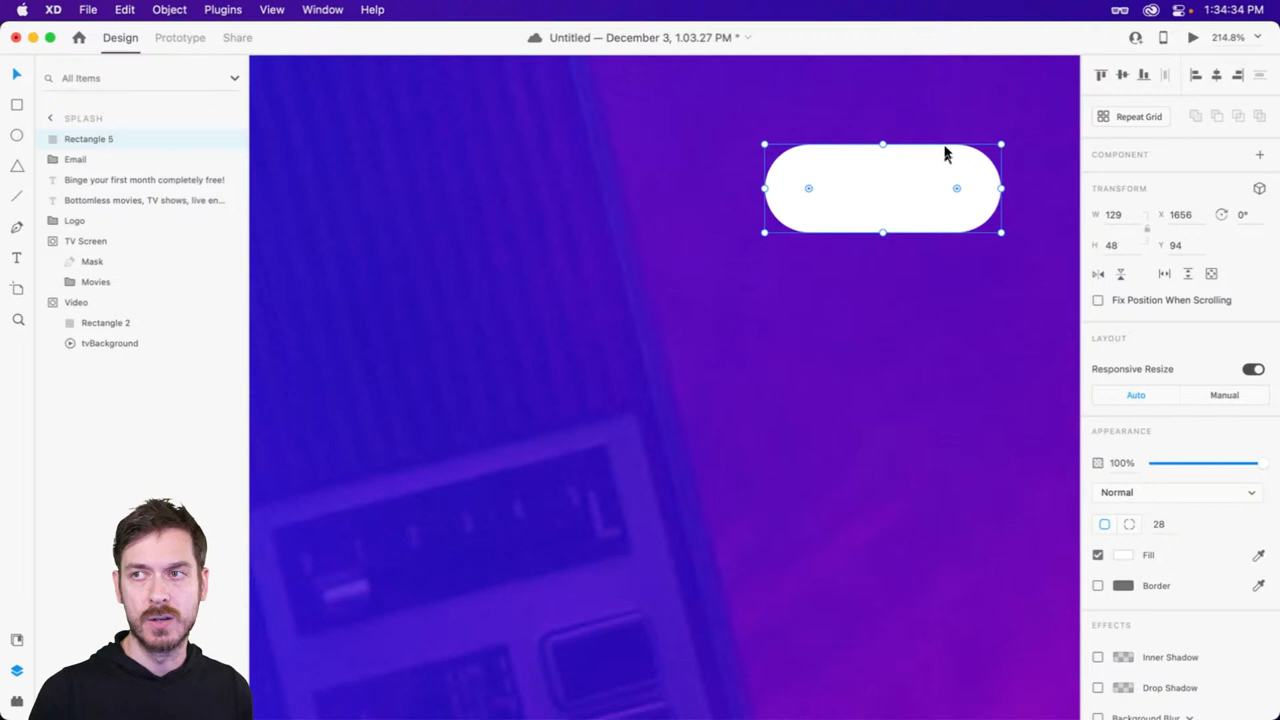 XD File Edit Object Plugins View Window Help 1:34:34 PM
Design Prototype Share Untitled — December 3, 1.03.27 PM * 214.8%
All Items
SPLASH
Rectangle 5
Email
Binge your first month completely free!
Bottomless movies, TV shows, live en...
Logo
TV Screen
Mask
Movies
Video
Rectangle 2
tvBackground
Repeat Grid
COMPONENT
TRANSFORM
W 129 X 1656 0°
H 48 Y 94
Fix Position When Scrolling
LAYOUT
Responsive Resize
Auto Manual
APPEARANCE
100%
Normal
28
Fill
Border
EFFECTS
Inner Shadow
Drop Shadow
Background Blur